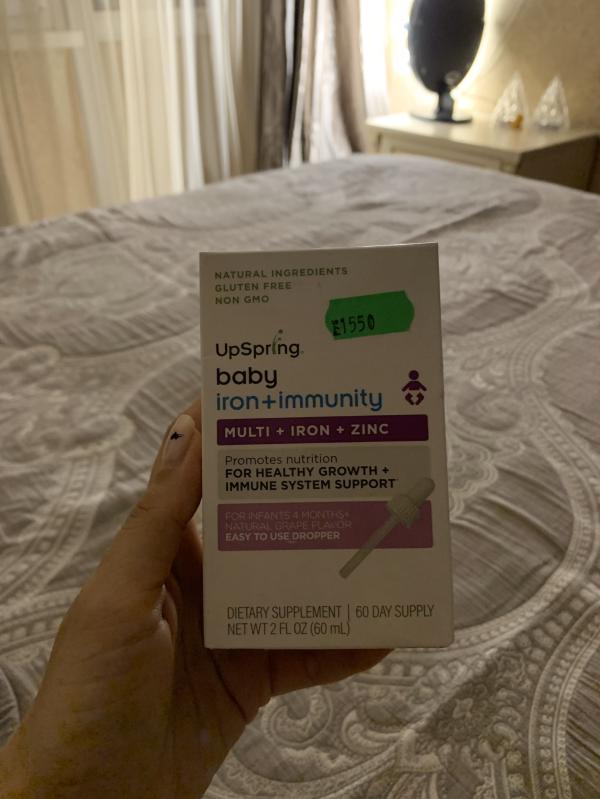 NATURAL INGREDIENTS
GLUTEN FREE
NON GMO
£1550
UpSpring®
baby
iron+immunity
MULTI + IRON + ZINC
Promotes nutrition
FOR HEALTHY GROWTH +
IMMUNE SYSTEM SUPPORT*
FOR INFANTS 4 MONTHS+
NATURAL GRAPE FLAVOR
EASY TO USE DROPPER
DIETARY SUPPLEMENT | 60 DAY SUPPLY
NET WT 2 FL OZ (60 mL)